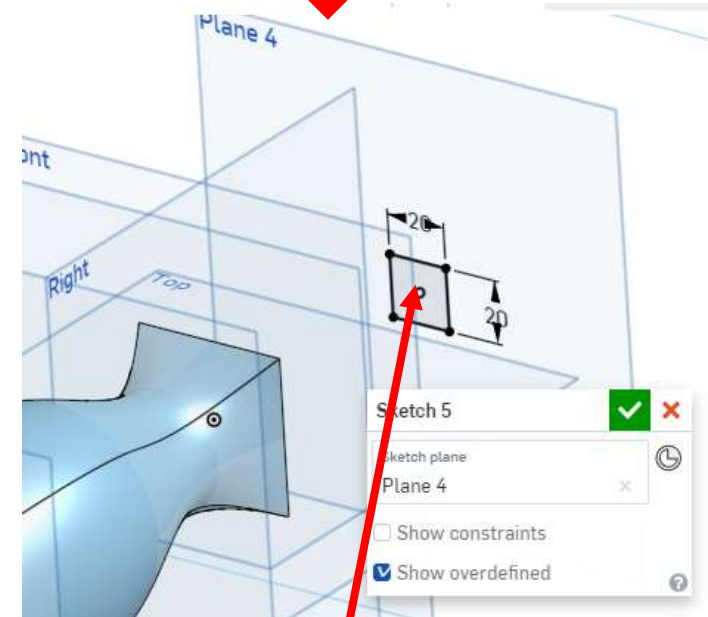 Plane 4
ont
20
Right
Top
20
Sketch 5
Sketch plane
Plane 4
Show constraints
Show overdefined